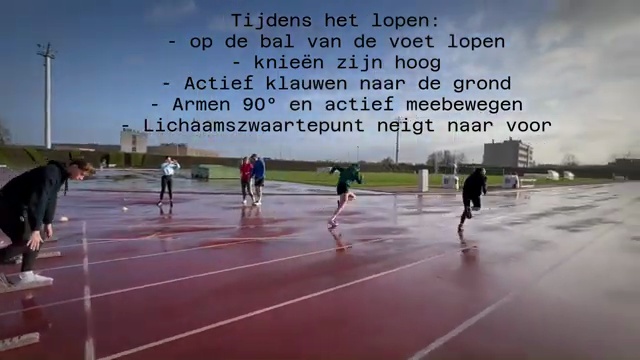 Tijdens het lopen:
- op de bal van de voet lopen
- knieën zijn hoog
- Actief klauwen naar de grond
- Armen 90° en actief meebewegen
- Lichaamszwaartepunt neigt naar voor